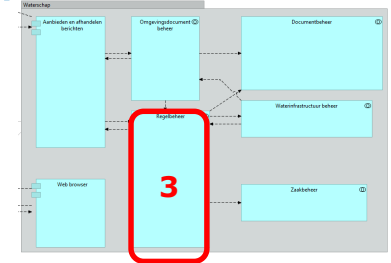 Waterschap
Aanbieden en afhandelen
berichten
Omgevingsdocument
beheer
Documentbeheer
Regelbeheer
Waterinfrastructuur beheer
3
Web browser
Zaakbeheer